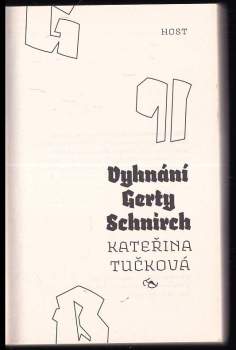 G
HOST
Vyhnání
Gerty
Schnirch
KATEŘINA
TUČKOVÁ